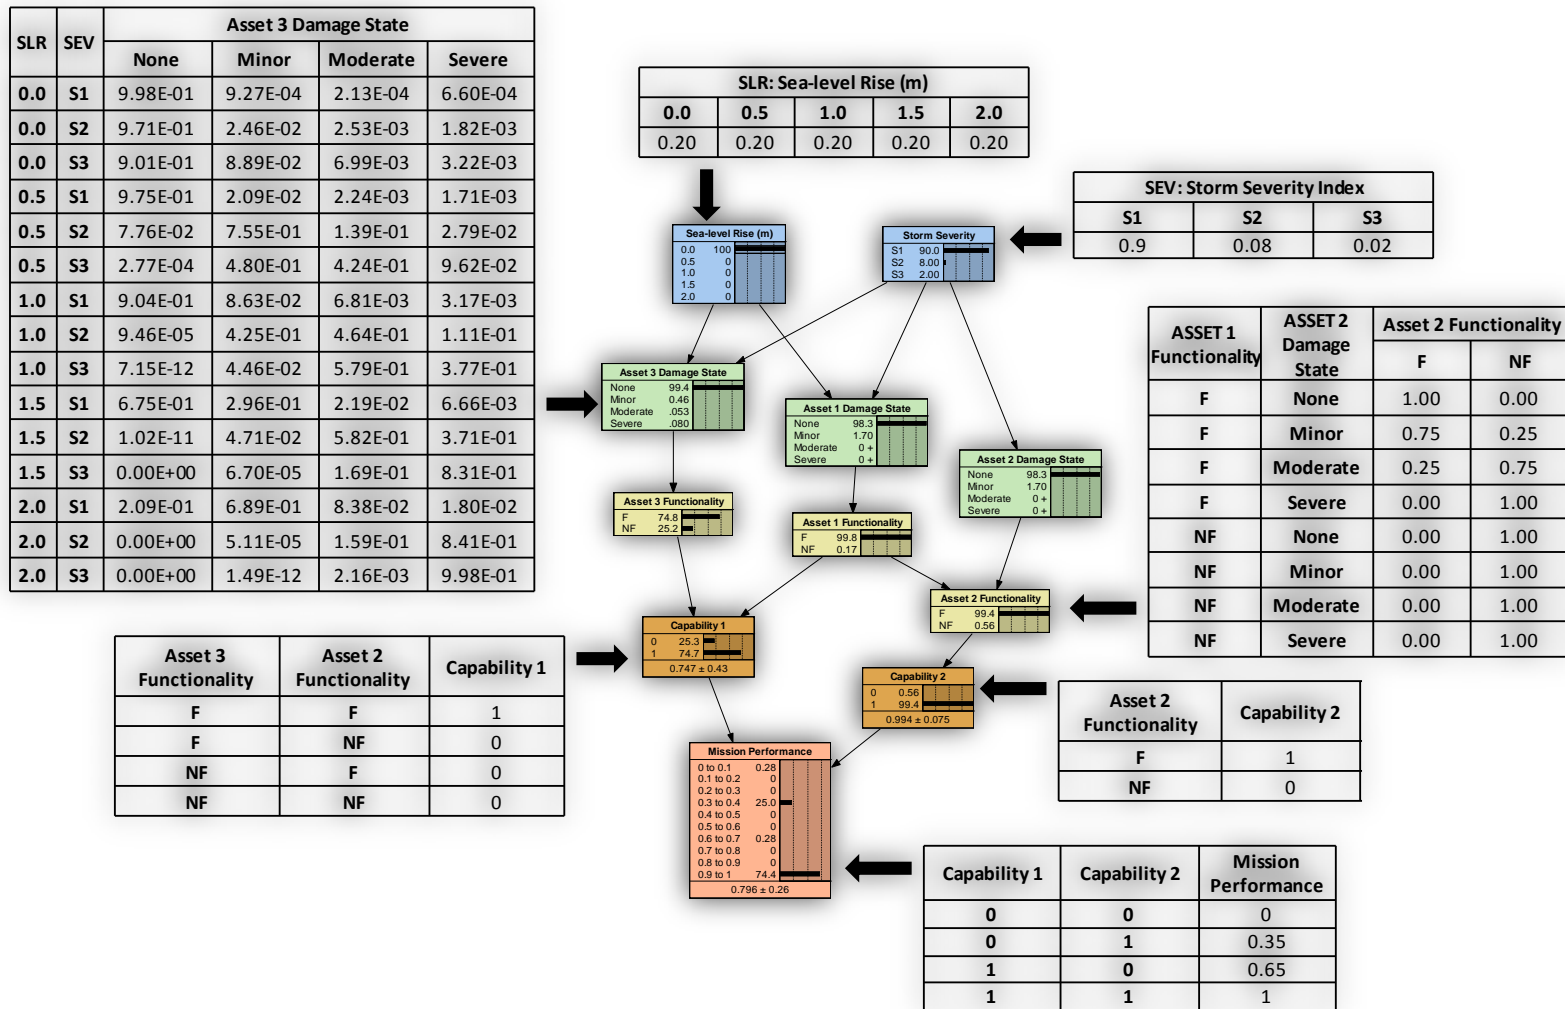 SLR SEV Asset 3 Damage State
None Minor Moderate Severe
0.0 S1 9.98E-01 9.27E-04 2.13E-04 6.60E-04
0.0 S2 9.71E-01 2.46E-02 2.53E-03 1.82E-03
0.0 S3 9.01E-01 8.89E-02 6.99E-03 3.22E-03
0.5 S1 9.75E-01 2.09E-02 2.24E-03 1.71E-03
0.5 S2 7.76E-02 7.55E-01 1.39E-01 2.79E-02
0.5 S3 2.77E-04 4.80E-01 4.24E-01 9.62E-02
1.0 S1 9.04E-01 8.63E-02 6.81E-03 3.17E-03
1.0 S2 9.46E-05 4.25E-01 4.64E-01 1.11E-01
1.0 S3 7.15E-12 4.46E-02 5.79E-01 3.77E-01
1.5 S1 6.75E-01 2.96E-01 2.19E-02 6.66E-03
1.5 S2 1.02E-11 4.71E-02 5.82E-01 3.71E-01
1.5 S3 0.00E+00 6.70E-05 1.69E-01 8.31E-01
2.0 S1 2.09E-01 6.89E-01 8.38E-02 1.80E-02
2.0 S2 0.00E+00 5.11E-05 1.59E-01 8.41E-01
2.0 S3 0.00E+00 1.49E-12 2.16E-03 9.98E-01
SLR: Sea-level Rise (m)
0.0 0.5 1.0 1.5 2.0
0.20 0.20 0.20 0.20 0.20
SEV: Storm Severity Index
S1 S2 S3
0.9 0.08 0.02
Sea-level Rise (m)
0.0 100
0.5 0
1.0 0
1.5 0
2.0 0
Storm Severity
S1 90.0
S2 8.00
S3 2.00
Asset 3 Damage State
None 99.4
Minor 0.46
Moderate .053
Severe .080
Asset 1 Damage State
None 98.3
Minor 1.70
Moderate 0 +
Severe 0 +
Asset 2 Damage State
None 98.3
Minor 1.70
Moderate 0 +
Severe 0 +
ASSET 1
Functionality
ASSET 2
Damage
State
Asset 2 Functionality
F NF
F None 1.00 0.00
F Minor 0.75 0.25
F Moderate 0.25 0.75
F Severe 0.00 1.00
NF None 0.00 1.00
NF Minor 0.00 1.00
NF Moderate 0.00 1.00
NF Severe 0.00 1.00
Asset 3 Functionality
F 74.8
NF 25.2
Asset 1 Functionality
F 99.8
NF 0.17
Asset 2 Functionality
F 99.4
NF 0.56
Capability 1
0 25.3
1 74.7
0.747 ± 0.43
Capability 2
0 0.56
1 99.4
0.994 ± 0.075
Asset 3
Functionality
Asset 2
Functionality
Capability 1
F F 1
F NF 0
NF F 0
NF NF 0
Asset 2
Functionality
Capability 2
F 1
NF 0
Mission Performance
0 to 0.1 0.28
0.1 to 0.2 0
0.2 to 0.3 0
0.3 to 0.4 25.0
0.4 to 0.5 0
0.5 to 0.6 0
0.6 to 0.7 0.28
0.7 to 0.8 0
0.8 to 0.9 0
0.9 to 1 74.4
0.796 ± 0.26
Capability 1 Capability 2 Mission
Performance
0 0 0
0 1 0.35
1 0 0.65
1 1 1